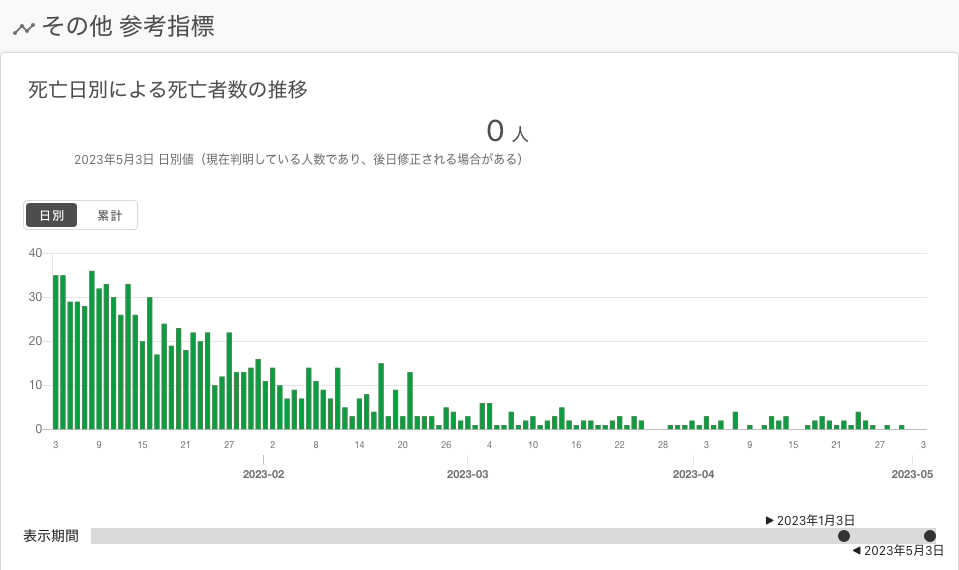 その他 参考指標
死亡日別による死亡者数の推移
0 人
2023年5月3日 日別値（現在判明している人数であり、後日修正される場合がある）
日別 累計
40
30
20
10
0
3 9 15 21 27 2 8 14 20 26 4 10 16 22 28 3 9 15 21 27 3
2023-02 2023-03 2023-04 2023-05
▶ 2023年1月3日
表示期間
◀ 2023年5月3日